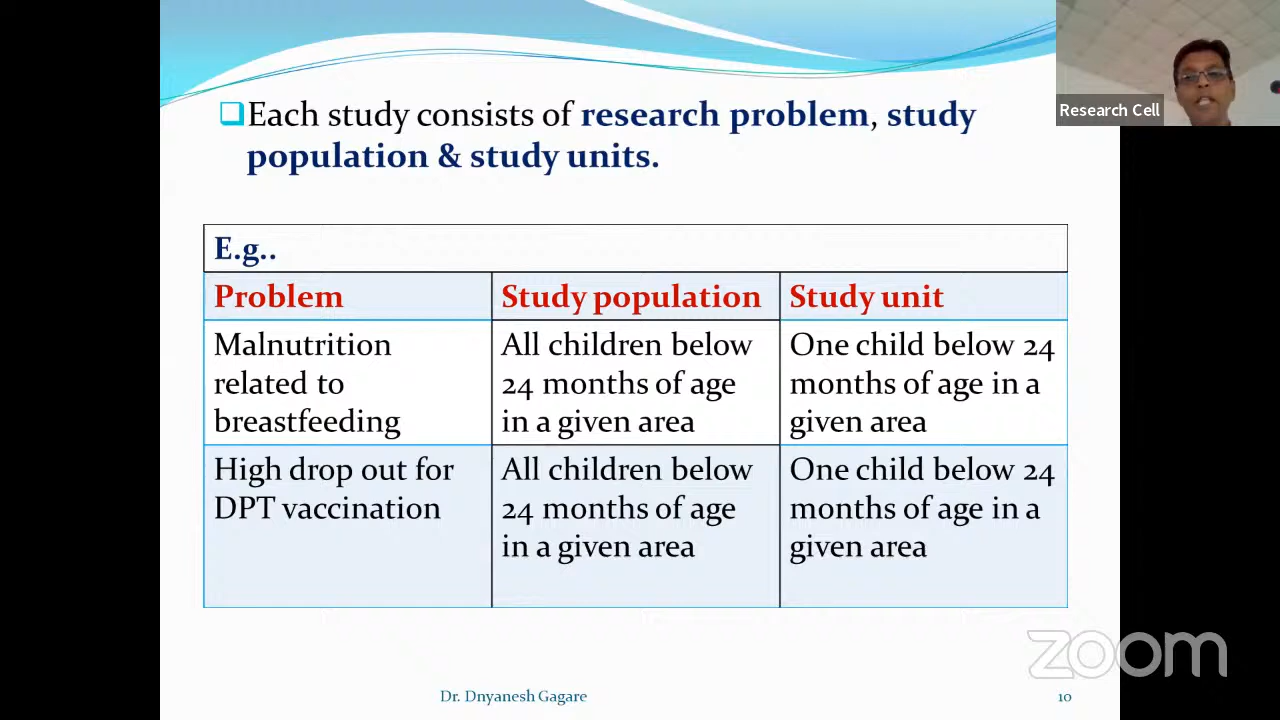 Each study consists of research problem, study
population & study units.
Research Cell
E.g..
Problem
Study population
Study unit
Malnutrition
related to
breastfeeding
All children below
24 months of age
in a given area
One child below 24
months of age in a
given area
High drop out for
DPT vaccination
All children below
24 months of age
in a given area
One child below 24
months of age in a
given area
zoom
Dr. Dnyanesh Gagare
10